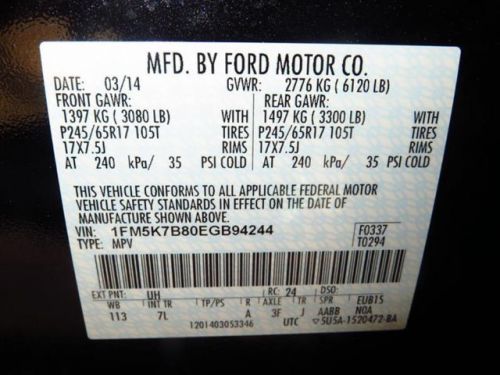 MFD. BY FORD MOTOR CO.
DATE: 03/14 GVWR: 2776 KG ( 6120 LB)
FRONT GAWR: REAR GAWR:
1397 KG ( 3080 LB) WITH 1497 KG ( 3300 LB) WITH
P245/65R17 105T TIRES P245/65R17 105T TIRES
17X7.5J RIMS 17X7.5J RIMS
AT 240 kPa/ 35 PSI COLD AT 240 kPa/ 35 PSI COLD
THIS VEHICLE CONFORMS TO ALL APPLICABLE FEDERAL MOTOR
VEHICLE SAFETY STANDARDS IN EFFECT ON THE DATE OF
MANUFACTURE SHOWN ABOVE.
VIN: 1FM5K7B80EGB94244 F0337
TYPE: MPV T0294
EXT PNT: UH RC: 24 DSO:
WB INT TR TP/PS R AXLE TR SPR EUB15
113 7L A 3F J AABB NOA
1201403053346 UTC 5U5A-1520472-BA